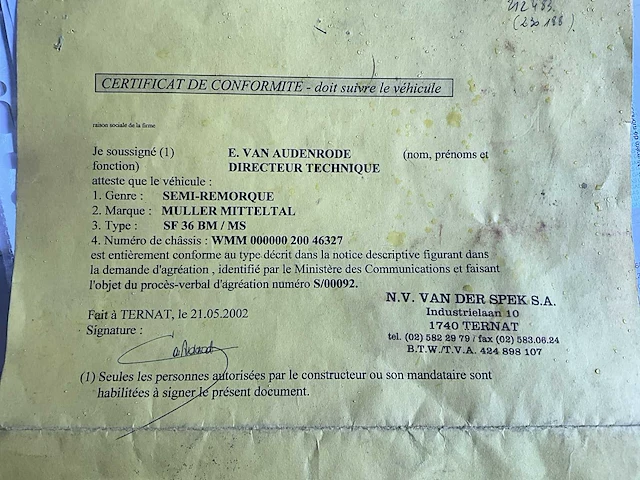 (230 188)
CERTIFICAT DE CONFORMITE - doit suivre le véhicule
raison sociale de la firme
Je soussigné (1) E. VAN AUDENRODE (nom, prénoms et
fonction) DIRECTEUR TECHNIQUE
atteste que le véhicule :
1. Genre : SEMI-REMORQUE
2. Marque : MULLER MITTELTAL
3. Type : SF 36 BM / MS
4. Numéro de châssis : WMM 000000 200 46327
est entièrement conforme au type décrit dans la notice descriptive figurant dans
la demande d'agréation , identifié par le Ministère des Communications et faisant
l'objet du procès-verbal d'agréation numéro S/00092.
Fait à TERNAT, le 21.05.2002
Signature :
N.V. VAN DER SPEK S.A.
Industrielaan 10
1740 TERNAT
tel. (02) 582 29 79 / fax (02) 583.06.24
B.T.W./T.V.A. 424 898 107
(1) Seules les personnes autorisées par le constructeur ou son mandataire sont
habilitées à signer le présent document.